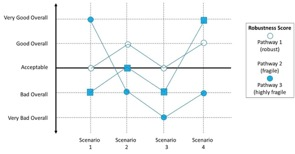 Very Good Overall
Good Overall
Acceptable
Bad Overall
Very Bad Overall
Scenario 1
Scenario 2
Scenario 3
Scenario 4
Robustness Score
Pathway 1
(robust)
Pathway 2
(fragile)
Pathway 3
(highly fragile